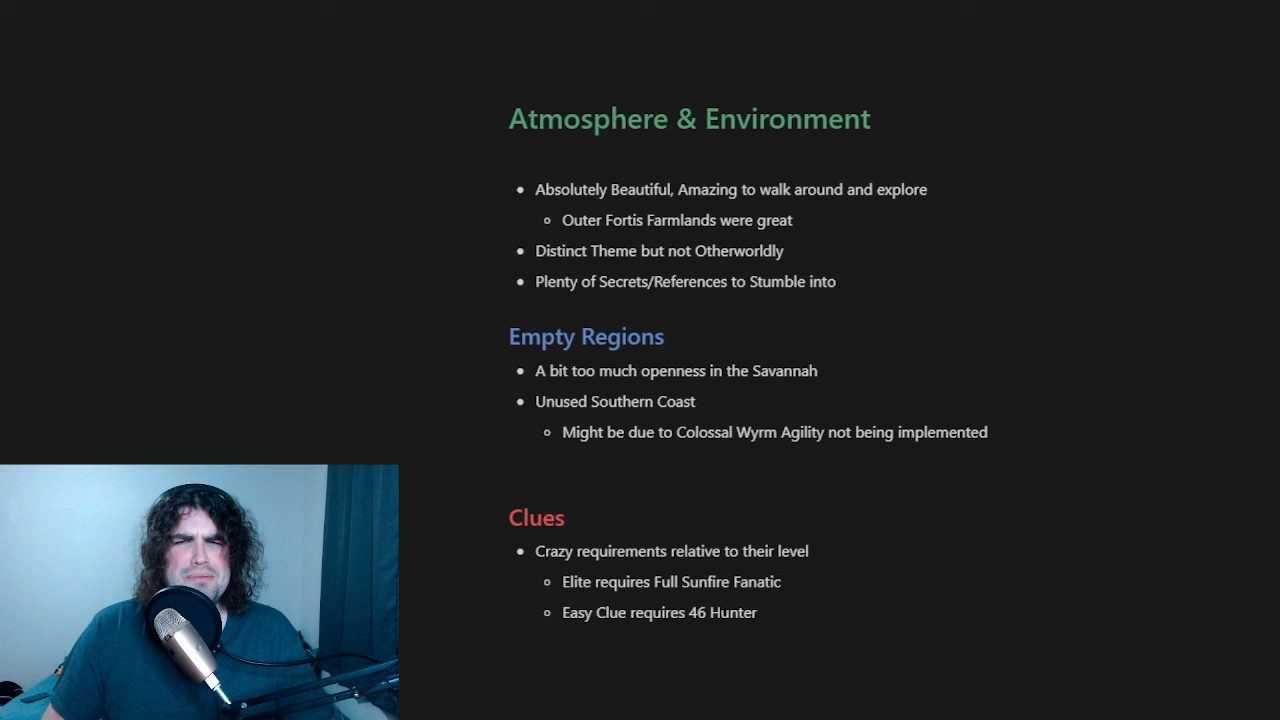 Atmosphere & Environment
Absolutely Beautiful, Amazing to walk around and explore
Outer Fortis Farmlands were great
Distinct Theme but not Otherworldly
Plenty of Secrets/References to Stumble into
Empty Regions
A bit too much openness in the Savannah
Unused Southern Coast
Might be due to Colossal Wyrm Agility not being implemented
Clues
Crazy requirements relative to their level
Elite requires Full Sunfire Fanatic
Easy Clue requires 46 Hunter